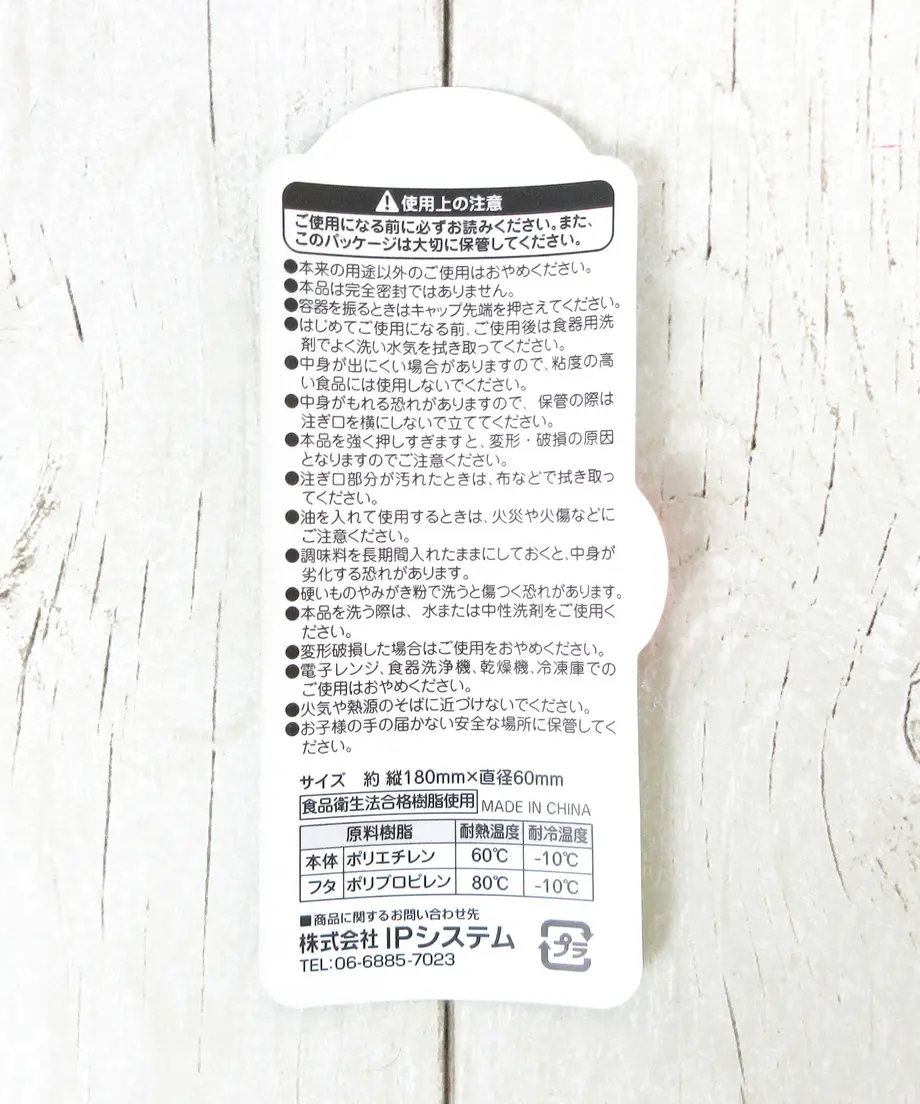 ⚠使用上の注意
ご使用になる前に必ずお読みください。また、
このパッケージは大切に保管してください。
●本来の用途以外のご使用はおやめください。
●本品は完全密封ではありません。
●容器を振るときはキャップ先端を押さえてください。
●はじめてご使用になる前、ご使用後は食器用洗
剤でよく洗い水気を拭き取ってください。
●中身が出にくい場合がありますので、粘度の高
い食品には使用しないでください。
●中身がもれる恐れがありますので、保管の際は
注ぎ口を横にしないで立ててください。
●本品を強く押しすぎますと、変形・破損の原因
となりますのでご注意ください。
●注ぎ口部分が汚れたときは、布などで拭き取っ
てください。
●油を入れて使用するときは、火災や火傷などに
ご注意ください。
●調味料を長期間入れたままにしておくと、中身が
劣化する恐れがあります。
●硬いものやみがき粉で洗うと傷つく恐れがあります。
●本品を洗う際は、水または中性洗剤をご使用く
ださい。
●変形破損した場合はご使用をおやめください。
●電子レンジ、食器洗浄機、乾燥機、冷凍庫での
ご使用はおやめください。
●火気や熱源のそばに近づけないでください。
●お子様の手の届かない安全な場所に保管してく
ださい。
サイズ 約 縦180mm×直径60mm
食品衛生法合格樹脂使用 MADE IN CHINA
原料樹脂 耐熱温度 耐冷温度
本体 ポリエチレン 60℃ -10℃
フタ ポリプロピレン 80℃ -10℃
■商品に関するお問い合わせ先
株式会社 IPシステム
TEL:06-6885-7023
プラ